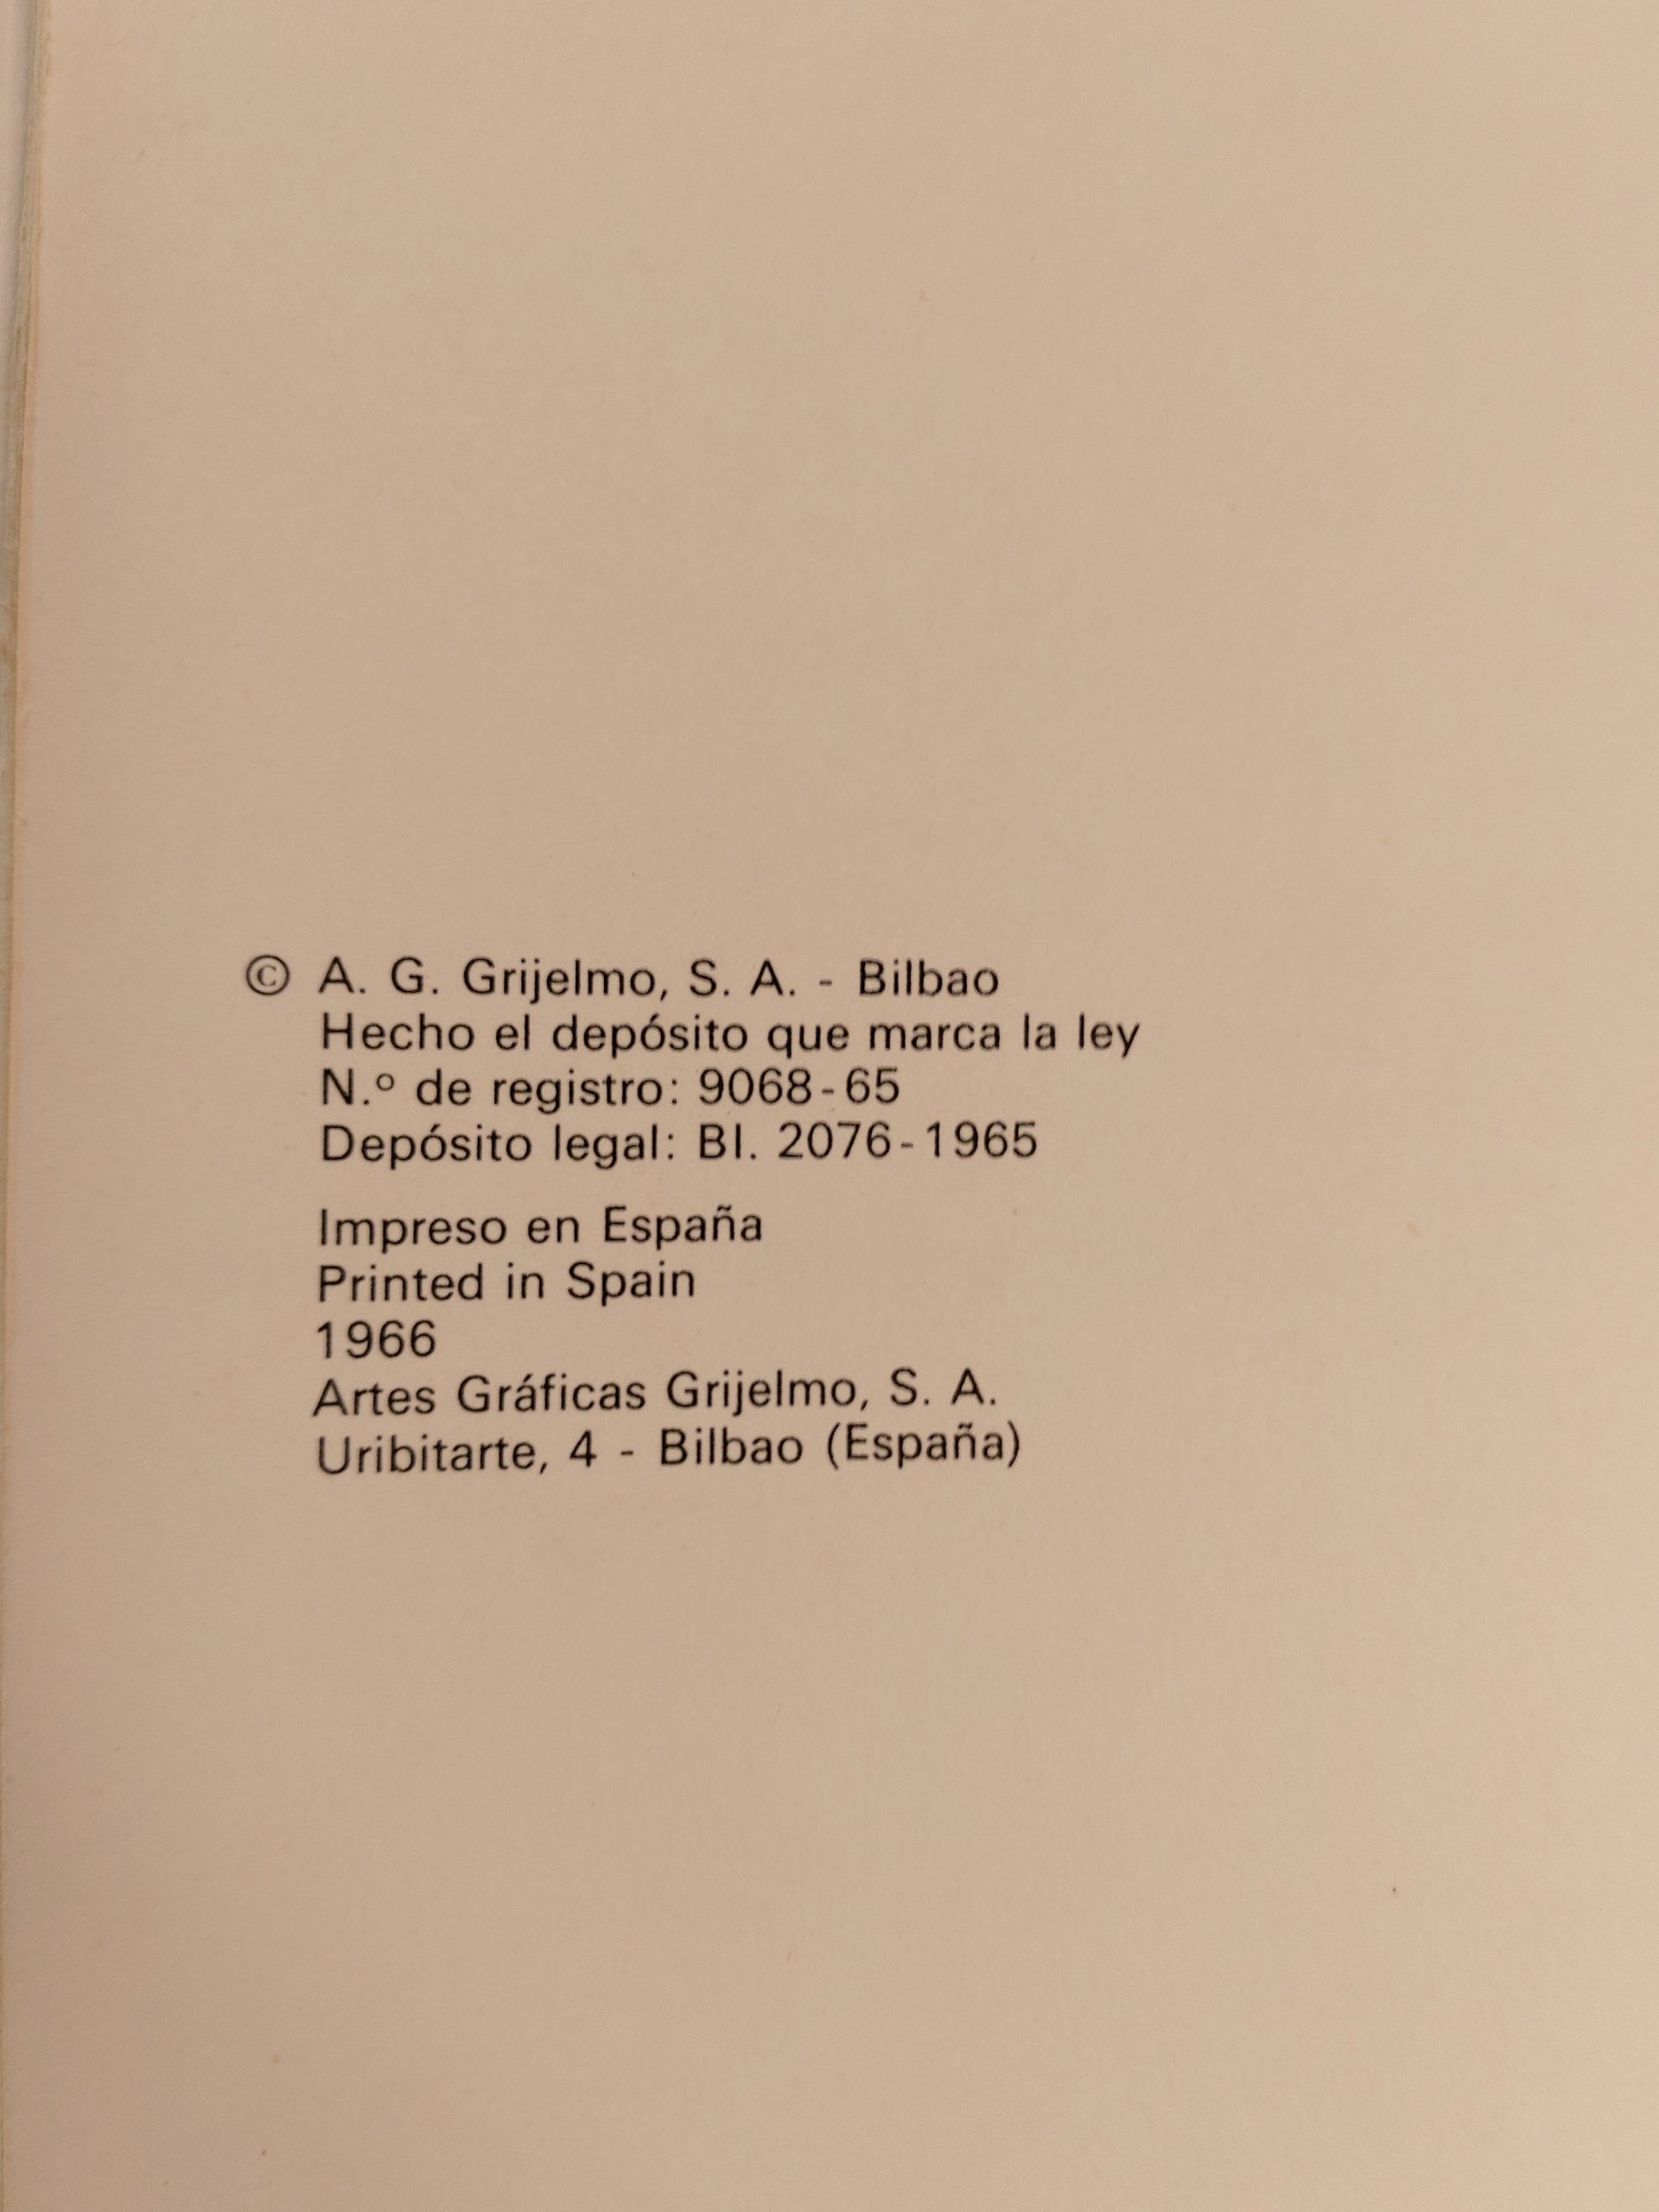 © A. G. Grijelmo, S. A. - Bilbao
Hecho el depósito que marca la ley
N.º de registro: 9068-65
Depósito legal: BI. 2076-1965
Impreso en España
Printed in Spain
1966
Artes Gráficas Grijelmo, S. A.
Uribitarte, 4 - Bilbao (España)